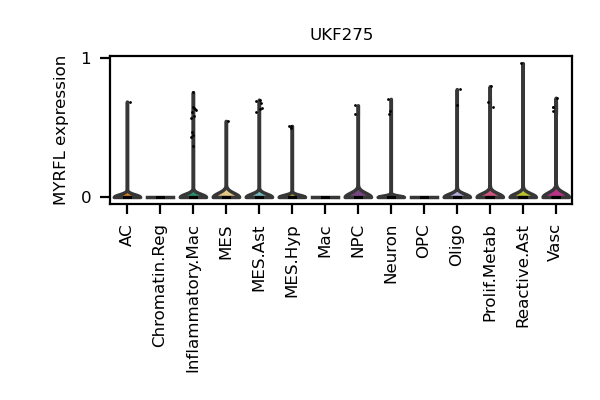 UKF275
MYRFL expression
1
0
AC
Chromatin.Reg
Inflammatory.Mac
MES
MES.Ast
MES.Hyp
Mac
NPC
Neuron
OPC
Oligo
Prolif.Metab
Reactive.Ast
Vasc